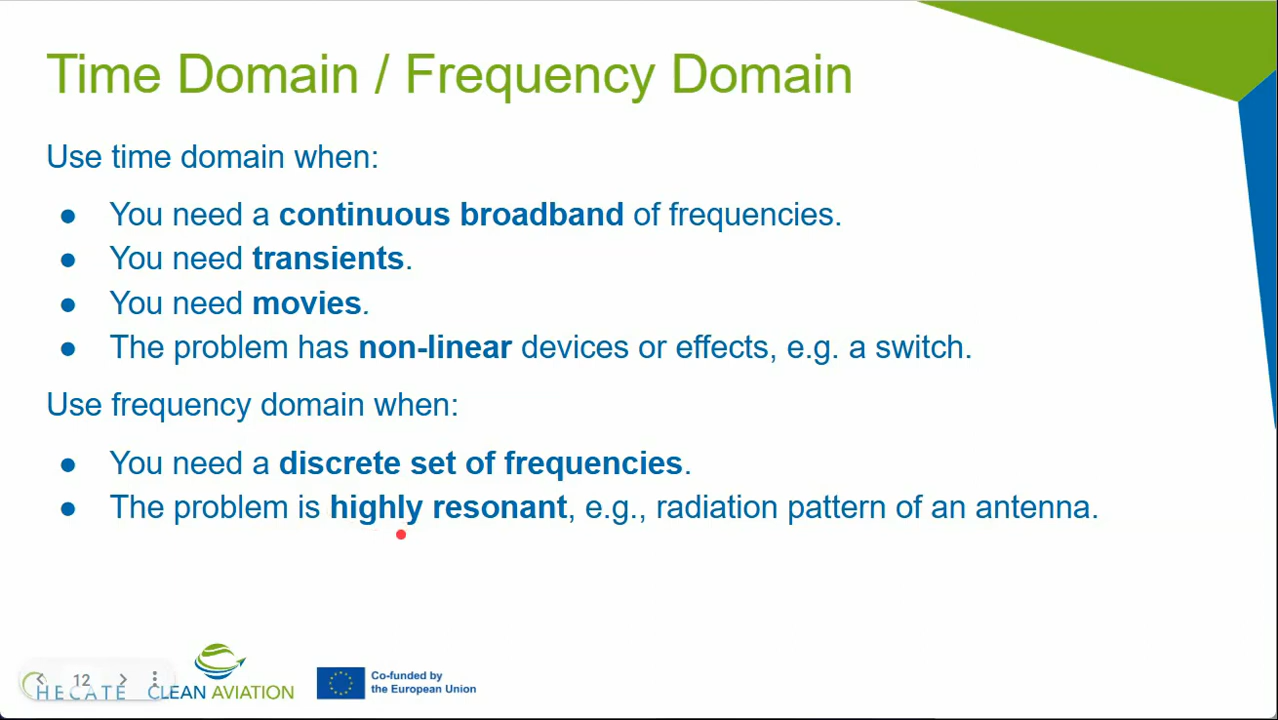 Time Domain / Frequency Domain
Use time domain when:
● You need a continuous broadband of frequencies.
● You need transients.
● You need movies.
● The problem has non-linear devices or effects, e.g. a switch.
Use frequency domain when:
● You need a discrete set of frequencies.
● The problem is highly resonant, e.g., radiation pattern of an antenna.
12
HECATE
CLEAN AVIATION
Co-funded by
the European Union